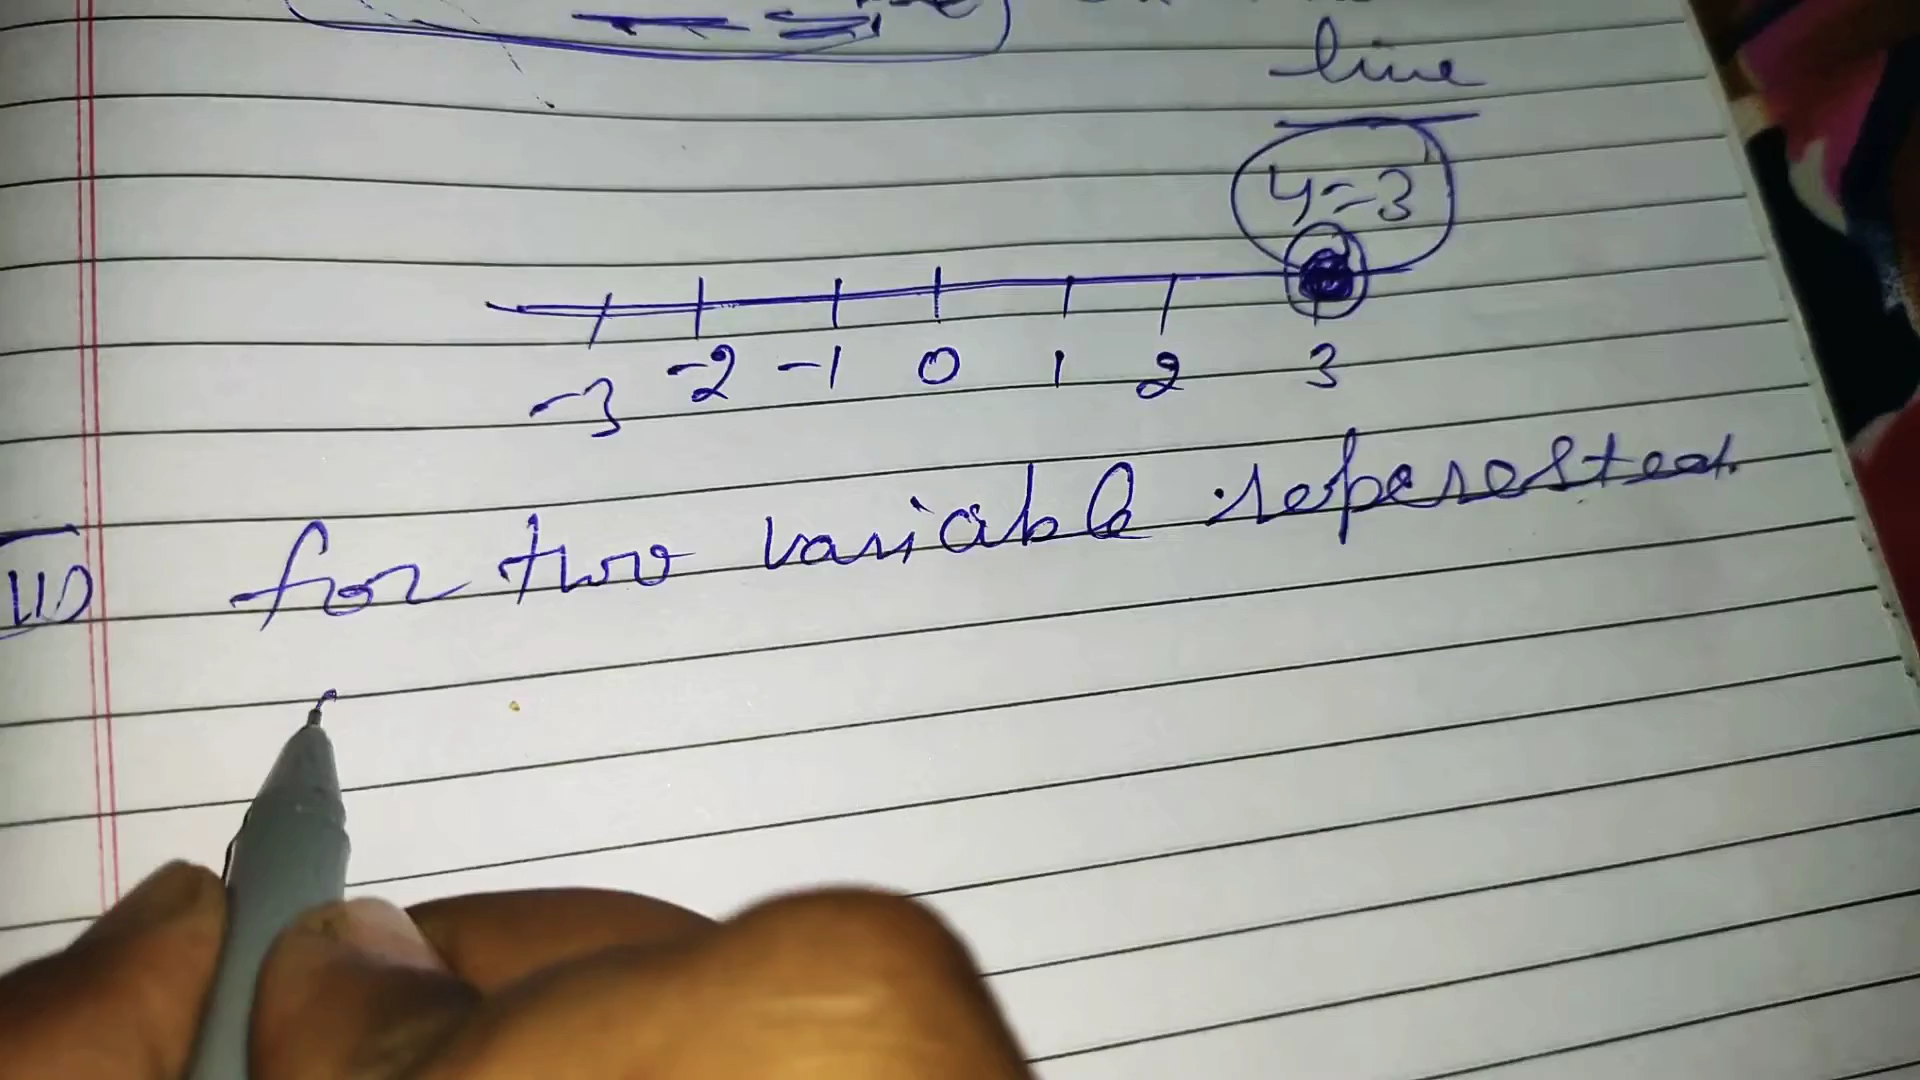 line
y=3
-3 -2 -1 0 1 2 3
II) for two variable reperested